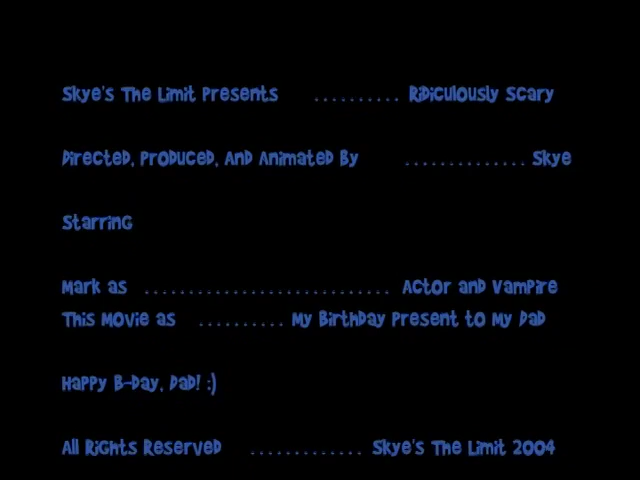 Skye's The Limit Presents .......... Ridiculously Scary
Directed, Produced, And Animated By .............. Skye
Starring
Mark as ............................ Actor and Vampire
This Movie as .......... My Birthday Present to My Dad
Happy B-Day, Dad! :)
All Rights Reserved ............. Skye's The Limit 2004